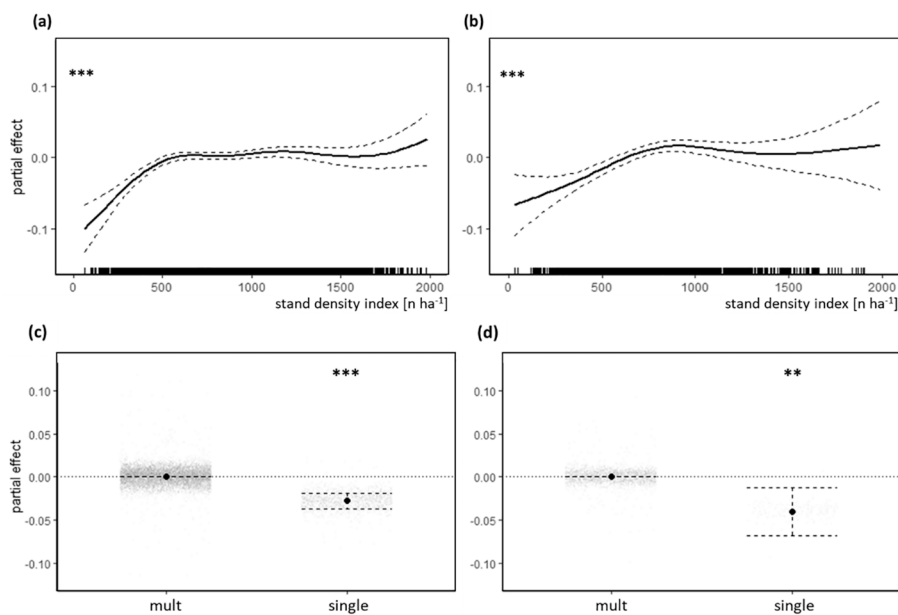 (a)
(b)
***
***
0.1
0.0
-0.1
partial effect
0.1
0.0
-0.1
0 500 1000 1500 2000
stand density index [n ha⁻¹]
0 500 1000 1500 2000
stand density index [n ha⁻¹]
(c)
(d)
***
**
0.10
0.05
0.00
-0.05
-0.10
partial effect
0.10
0.05
0.00
-0.05
-0.10
mult single
mult single